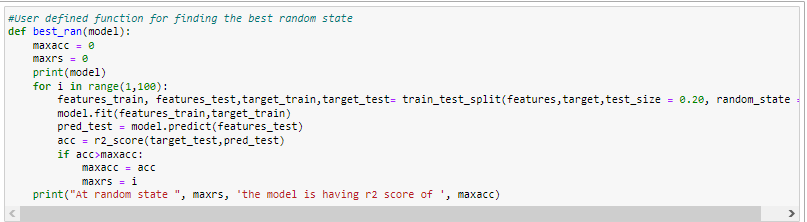 #User defined function for finding the best random state
def best_ran(model):
    maxacc = 0
    maxrs = 0
    print(model)
    for i in range(1,100):
        features_train, features_test,target_train,target_test= train_test_split(features,target,test_size = 0.20, random_state =
        model.fit(features_train,target_train)
        pred_test = model.predict(features_test)
        acc = r2_score(target_test,pred_test)
        if acc>maxacc:
            maxacc = acc
            maxrs = i
    print("At random state ", maxrs, 'the model is having r2 score of ', maxacc)